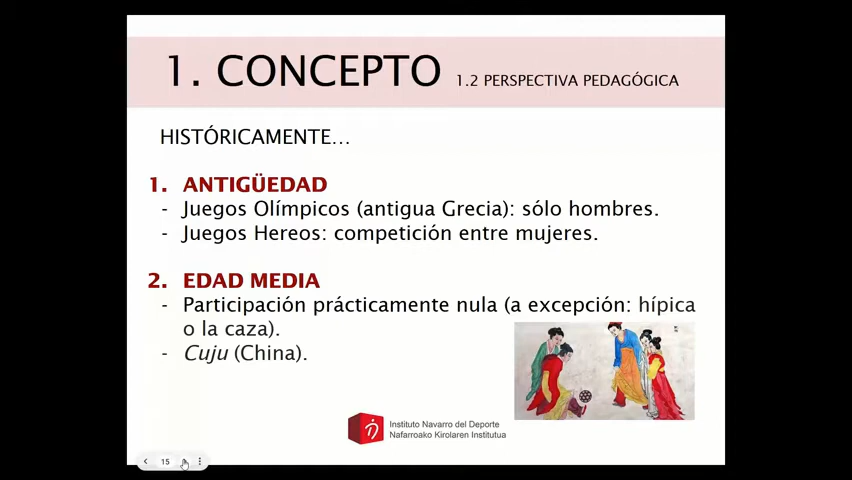 1. CONCEPTO 1.2 PERSPECTIVA PEDAGÓGICA
HISTÓRICAMENTE...
1. ANTIGÜEDAD
- Juegos Olímpicos (antigua Grecia): sólo hombres.
- Juegos Hereos: competición entre mujeres.
2. EDAD MEDIA
- Participación prácticamente nula (a excepción: hípica
o la caza).
- Cuju (China).
Instituto Navarro del Deporte
Nafarroako Kirolaren Institutua
15